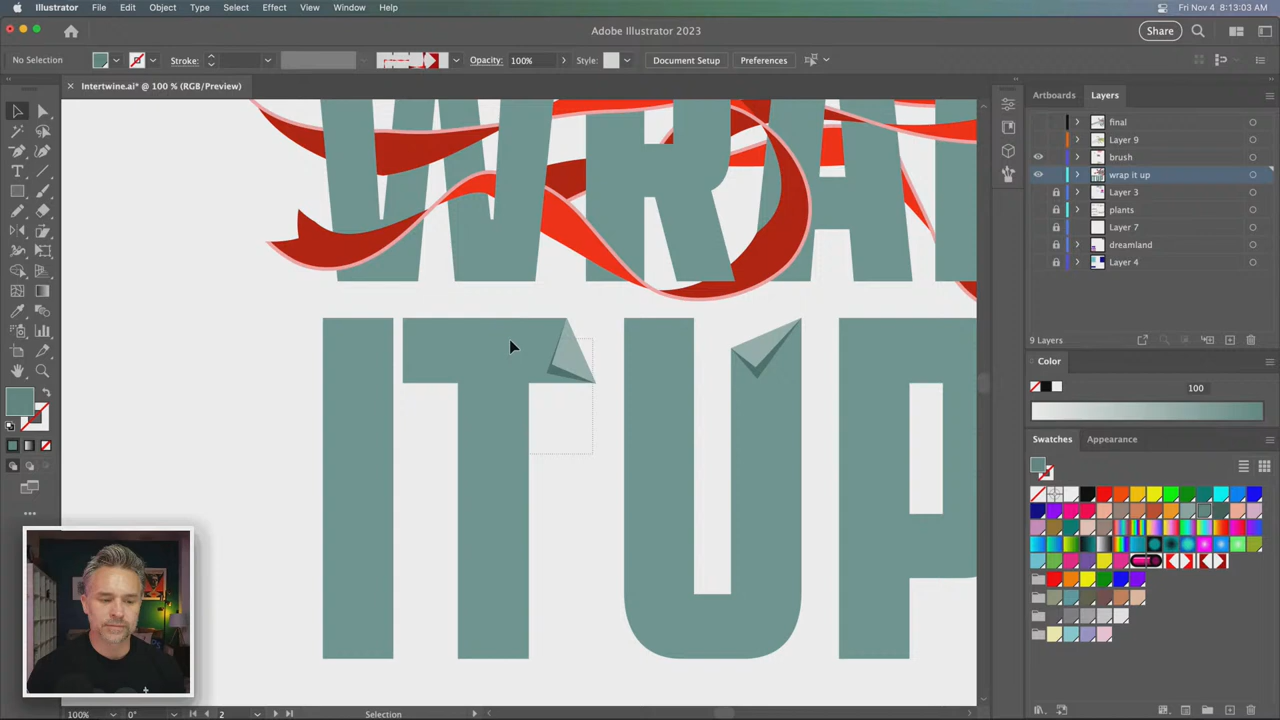 Illustrator File Edit Object Type Select Effect View Window Help
Fri Nov 4 8:13:03 AM
Adobe Illustrator 2023
Share
No Selection
Stroke:
Opacity: 100%
Style:
Document Setup
Preferences
× Intertwine.ai* @ 100 % (RGB/Preview)
Artboards Layers
final
Layer 9
brush
wrap it up
Layer 3
plants
Layer 7
dreamland
Layer 4
9 Layers
Color
100
Swatches Appearance
WRAP
IT UP
100% 0° 2 Selection